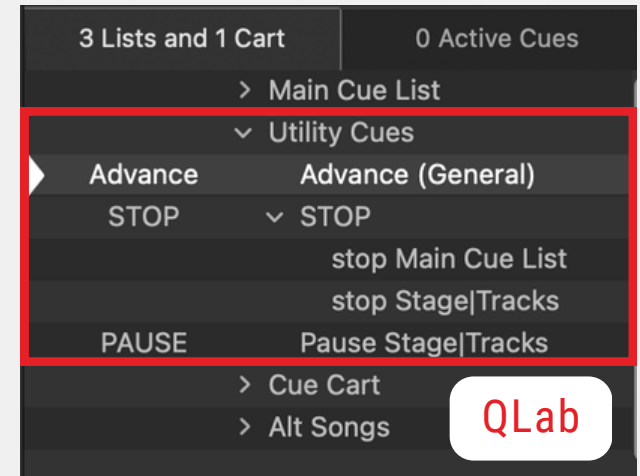 3 Lists and 1 Cart 0 Active Cues
Main Cue List
Utility Cues
Advance Advance (General)
STOP STOP
stop Main Cue List
stop Stage|Tracks
PAUSE Pause Stage|Tracks
Cue Cart
Alt Songs
QLab